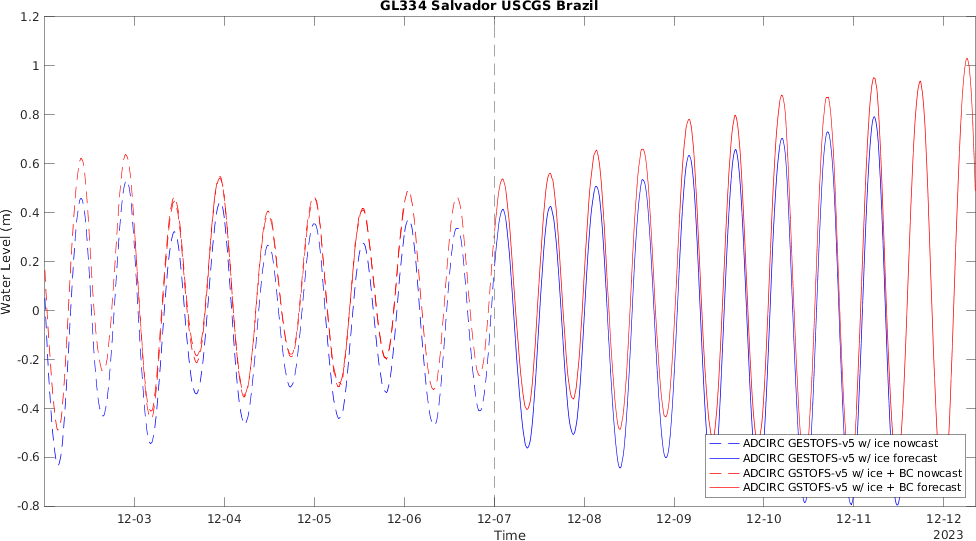 GL334 Salvador USCGS Brazil
1.2
1
0.8
0.6
0.4
0.2
0
-0.2
-0.4
-0.6
-0.8
Water Level (m)
ADCIRC GESTOFS-v5 w/ ice nowcast
ADCIRC GESTOFS-v5 w/ ice forecast
ADCIRC GSTOFS-v5 w/ ice + BC nowcast
ADCIRC GSTOFS-v5 w/ ice + BC forecast
12-03 12-04 12-05 12-06 12-07 12-08 12-09 12-10 12-11 12-12
Time
2023